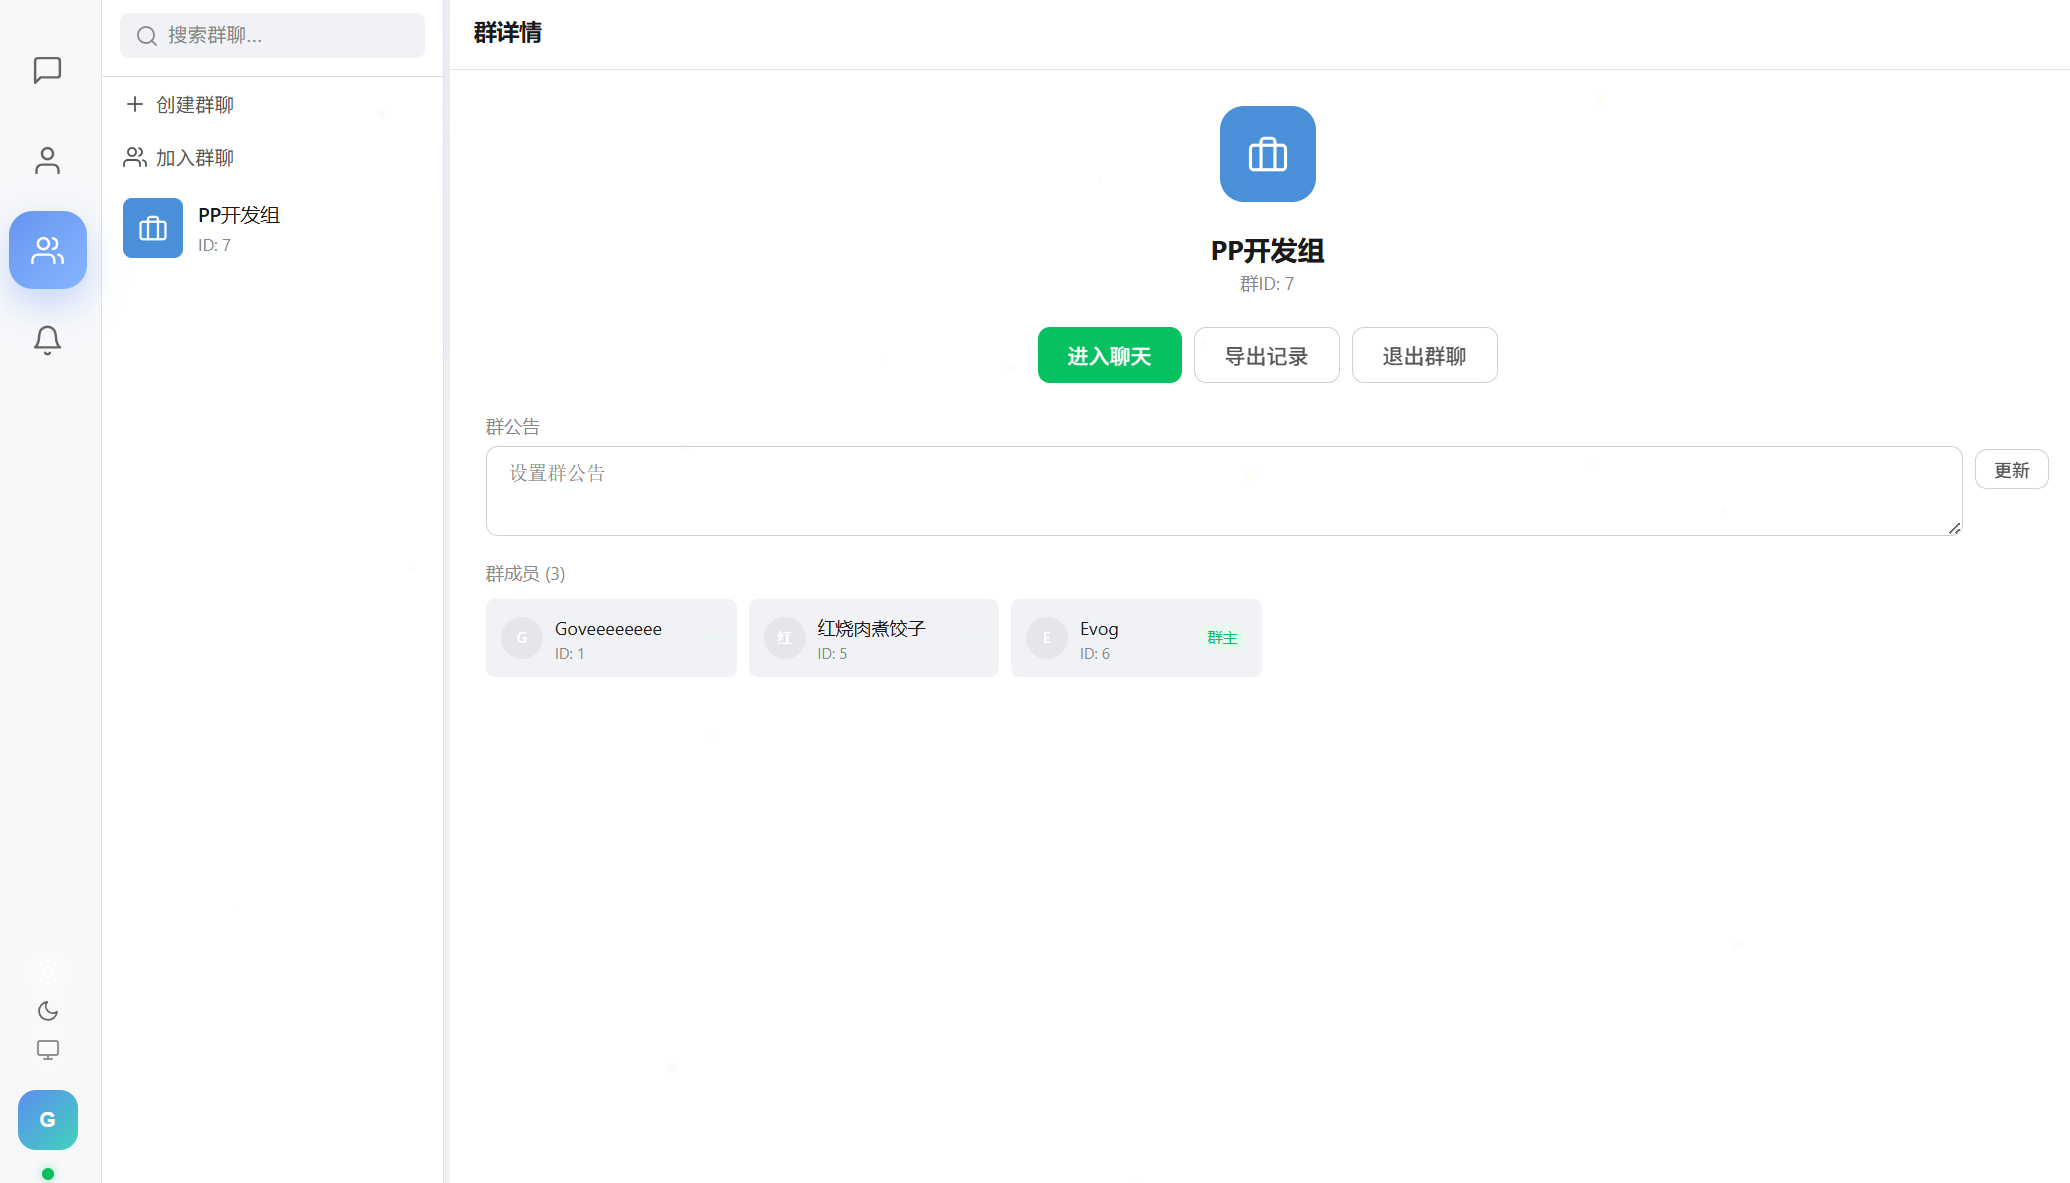 搜索群聊...
创建群聊
加入群聊
PP开发组
ID: 7
G
群详情
PP开发组
群ID: 7
进入聊天
导出记录
退出群聊
群公告
设置群公告
更新
群成员 (3)
G
Goveeeeeeee
ID: 1
红
红烧肉煮饺子
ID: 5
E
Evog
ID: 6
群主